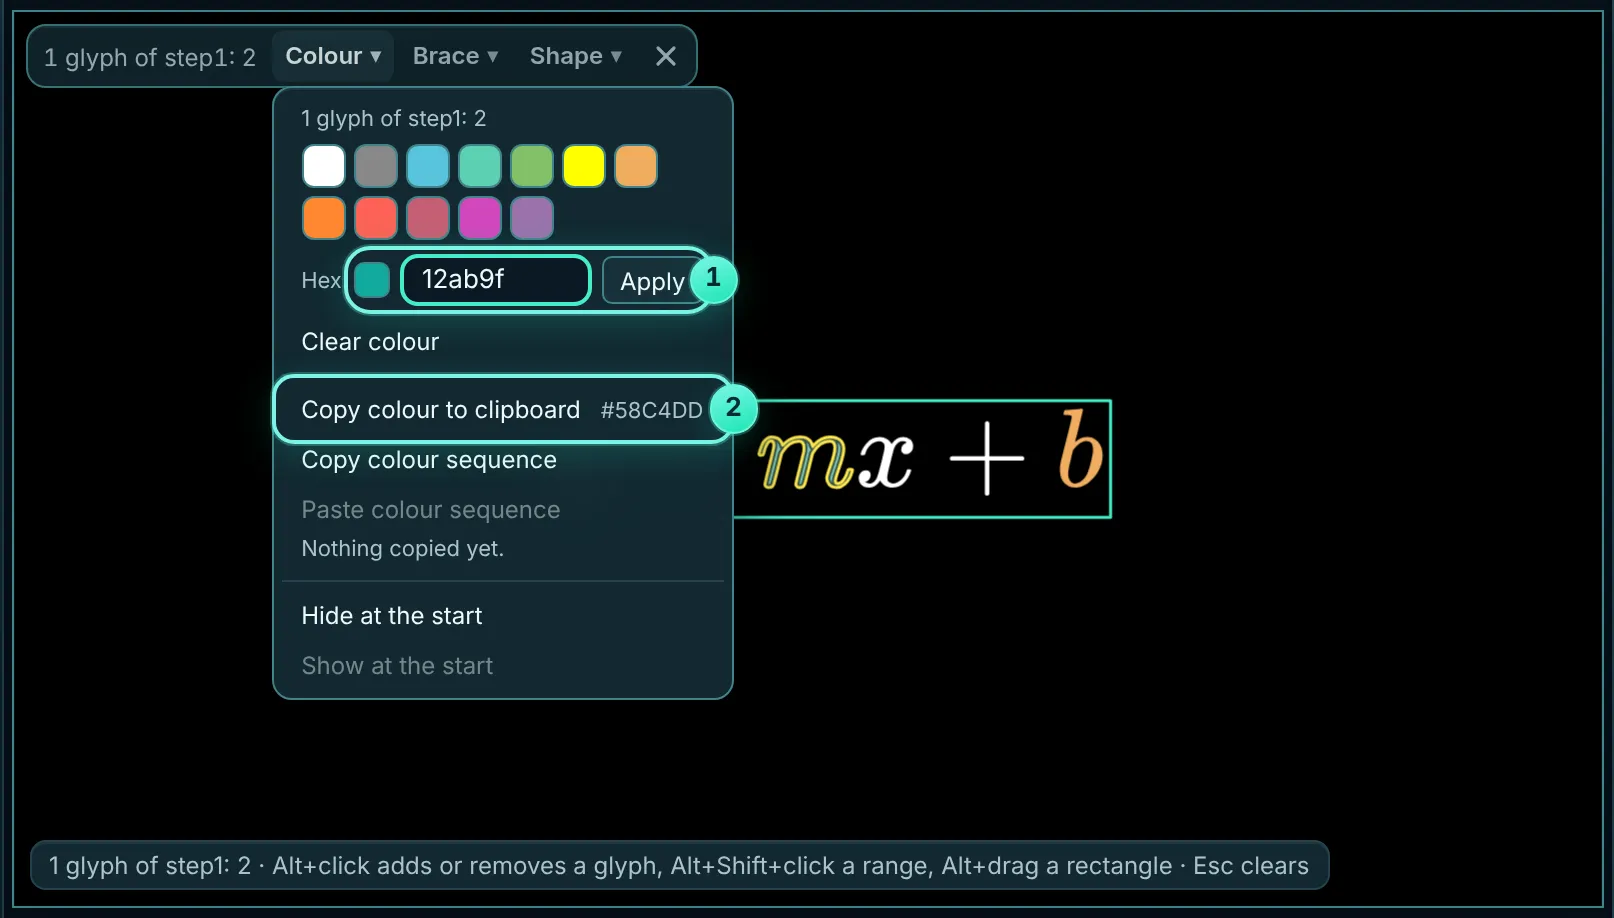 1 glyph of step1: 2 Colour ▾ Brace ▾ Shape ▾ ✕
1 glyph of step1: 2
Hex 12ab9f Apply 1
Clear colour
Copy colour to clipboard #58C4DD 2
mx + b
Copy colour sequence
Paste colour sequence
Nothing copied yet.
Hide at the start
Show at the start
1 glyph of step1: 2 · Alt+click adds or removes a glyph, Alt+Shift+click a range, Alt+drag a rectangle · Esc clears